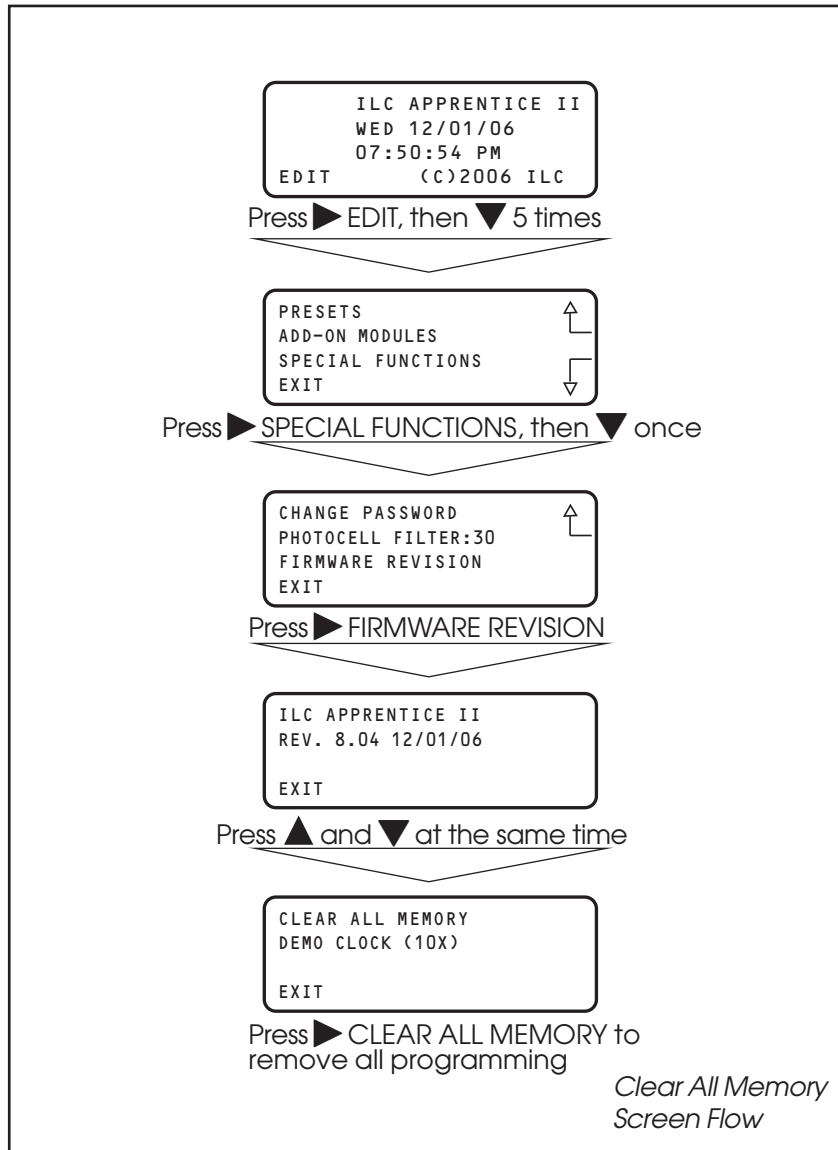 ILC APPRENTICE II
WED 12/01/06
07:50:54 PM
EDIT (C)2006 ILC
Press ▶ EDIT, then ▼ 5 times
PRESETS
ADD-ON MODULES
SPECIAL FUNCTIONS
EXIT
Press ▶ SPECIAL FUNCTIONS, then ▼ once
CHANGE PASSWORD
PHOTOCELL FILTER:30
FIRMWARE REVISION
EXIT
Press ▶ FIRMWARE REVISION
ILC APPRENTICE II
REV. 8.04 12/01/06
EXIT
Press ▲ and ▼ at the same time
CLEAR ALL MEMORY
DEMO CLOCK (10X)
EXIT
Press ▶ CLEAR ALL MEMORY to
remove all programming
Clear All Memory
Screen Flow